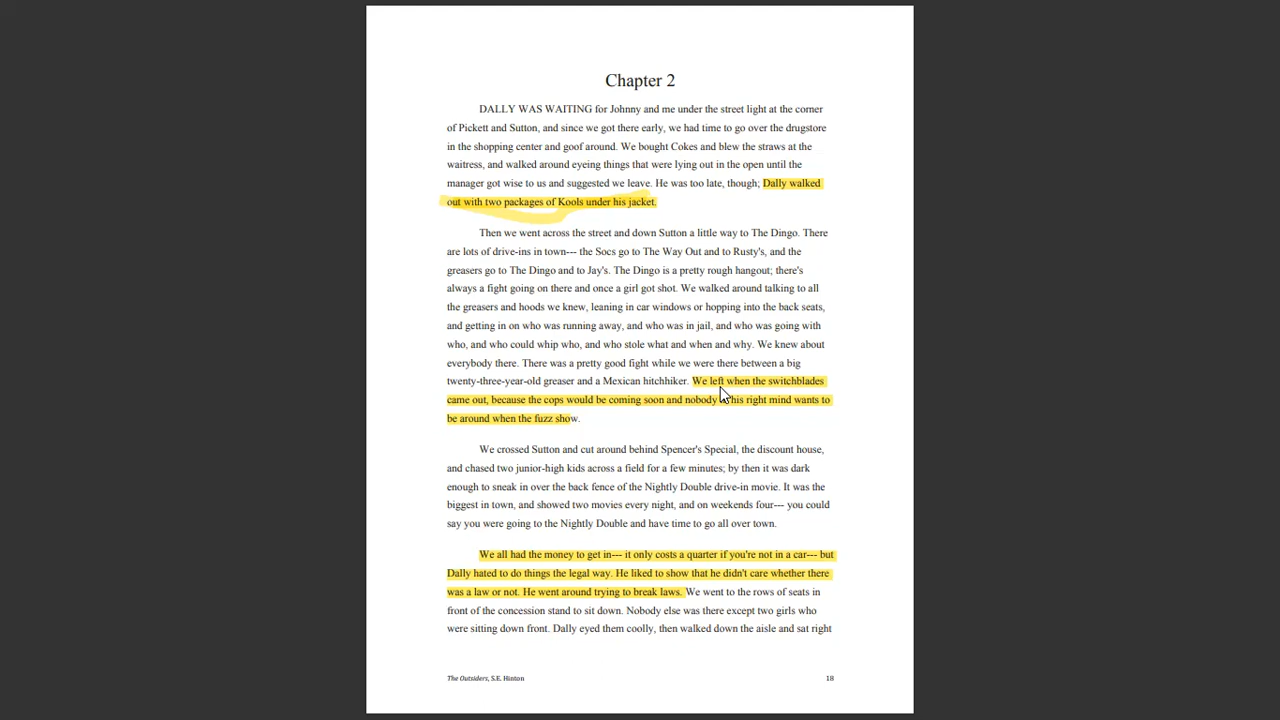 Chapter 2
DALLY WAS WAITING for Johnny and me under the street light at the corner
of Pickett and Sutton, and since we got there early, we had time to go over the drugstore
in the shopping center and goof around. We bought Cokes and blew the straws at the
waitress, and walked around eyeing things that were lying out in the open until the
manager got wise to us and suggested we leave. He was too late, though; Dally walked
out with two packages of Kools under his jacket.
Then we went across the street and down Sutton a little way to The Dingo. There
are lots of drive-ins in town--- the Socs go to The Way Out and to Rusty's, and the
greasers go to The Dingo and to Jay's. The Dingo is a pretty rough hangout; there's
always a fight going on there and once a girl got shot. We walked around talking to all
the greasers and hoods we knew, leaning in car windows or hopping into the back seats,
and getting in on who was running away, and who was in jail, and who was going with
who, and who could whip who, and who stole what and when and why. We knew about
everybody there. There was a pretty good fight while we were there between a big
twenty-three-year-old greaser and a Mexican hitchhiker. We left when the switchblades
came out, because the cops would be coming soon and nobody his right mind wants to
be around when the fuzz show.
We crossed Sutton and cut around behind Spencer's Special, the discount house,
and chased two junior-high kids across a field for a few minutes; by then it was dark
enough to sneak in over the back fence of the Nightly Double drive-in movie. It was the
biggest in town, and showed two movies every night, and on weekends four--- you could
say you were going to the Nightly Double and have time to go all over town.
We all had the money to get in--- it only costs a quarter if you're not in a car--- but
Dally hated to do things the legal way. He liked to show that he didn't care whether there
was a law or not. He went around trying to break laws. We went to the rows of seats in
front of the concession stand to sit down. Nobody else was there except two girls who
were sitting down front. Dally eyed them coolly, then walked down the aisle and sat right
The Outsiders, S.E. Hinton 18